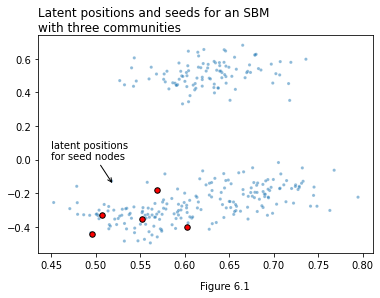 Latent positions and seeds for an SBM
with three communities
0.6
0.4
0.2
0.0
−0.2
−0.4
latent positions
for seed nodes
0.45 0.50 0.55 0.60 0.65 0.70 0.75 0.80
Figure 6.1